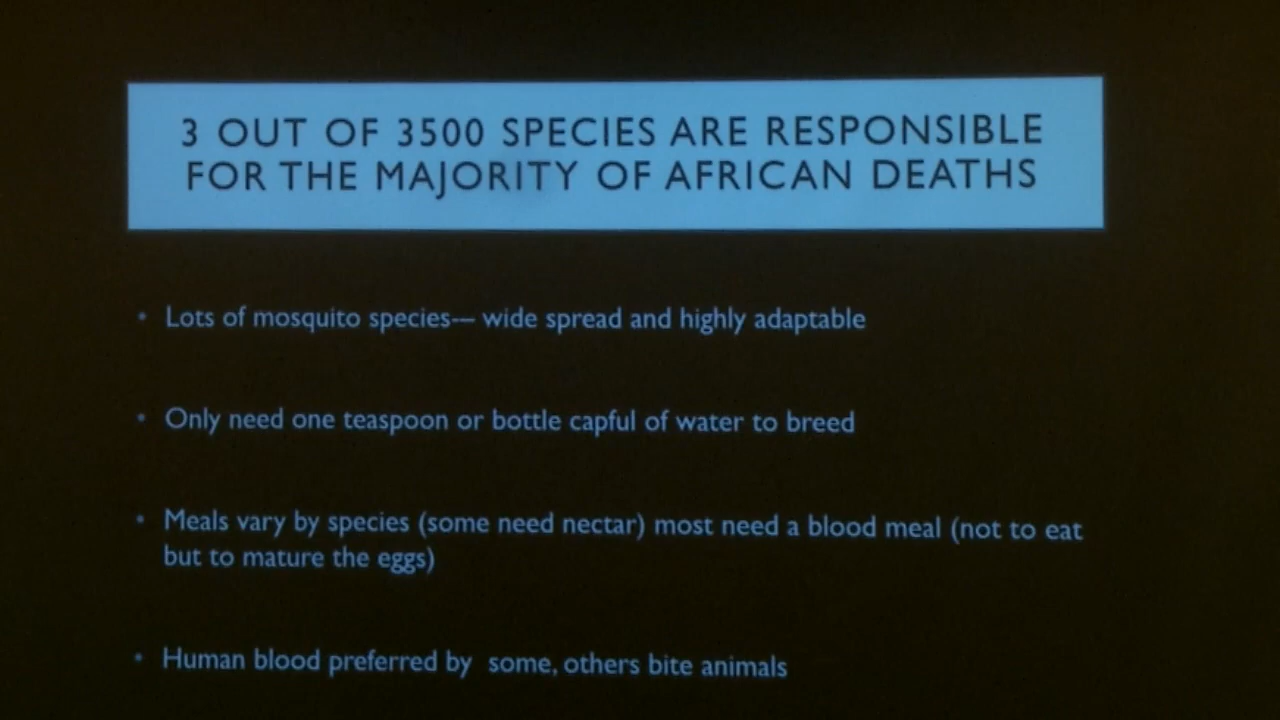 3 OUT OF 3500 SPECIES ARE RESPONSIBLE
FOR THE MAJORITY OF AFRICAN DEATHS
• Lots of mosquito species-– wide spread and highly adaptable
• Only need one teaspoon or bottle capful of water to breed
• Meals vary by species (some need nectar) most need a blood meal (not to eat
but to mature the eggs)
• Human blood preferred by some, others bite animals